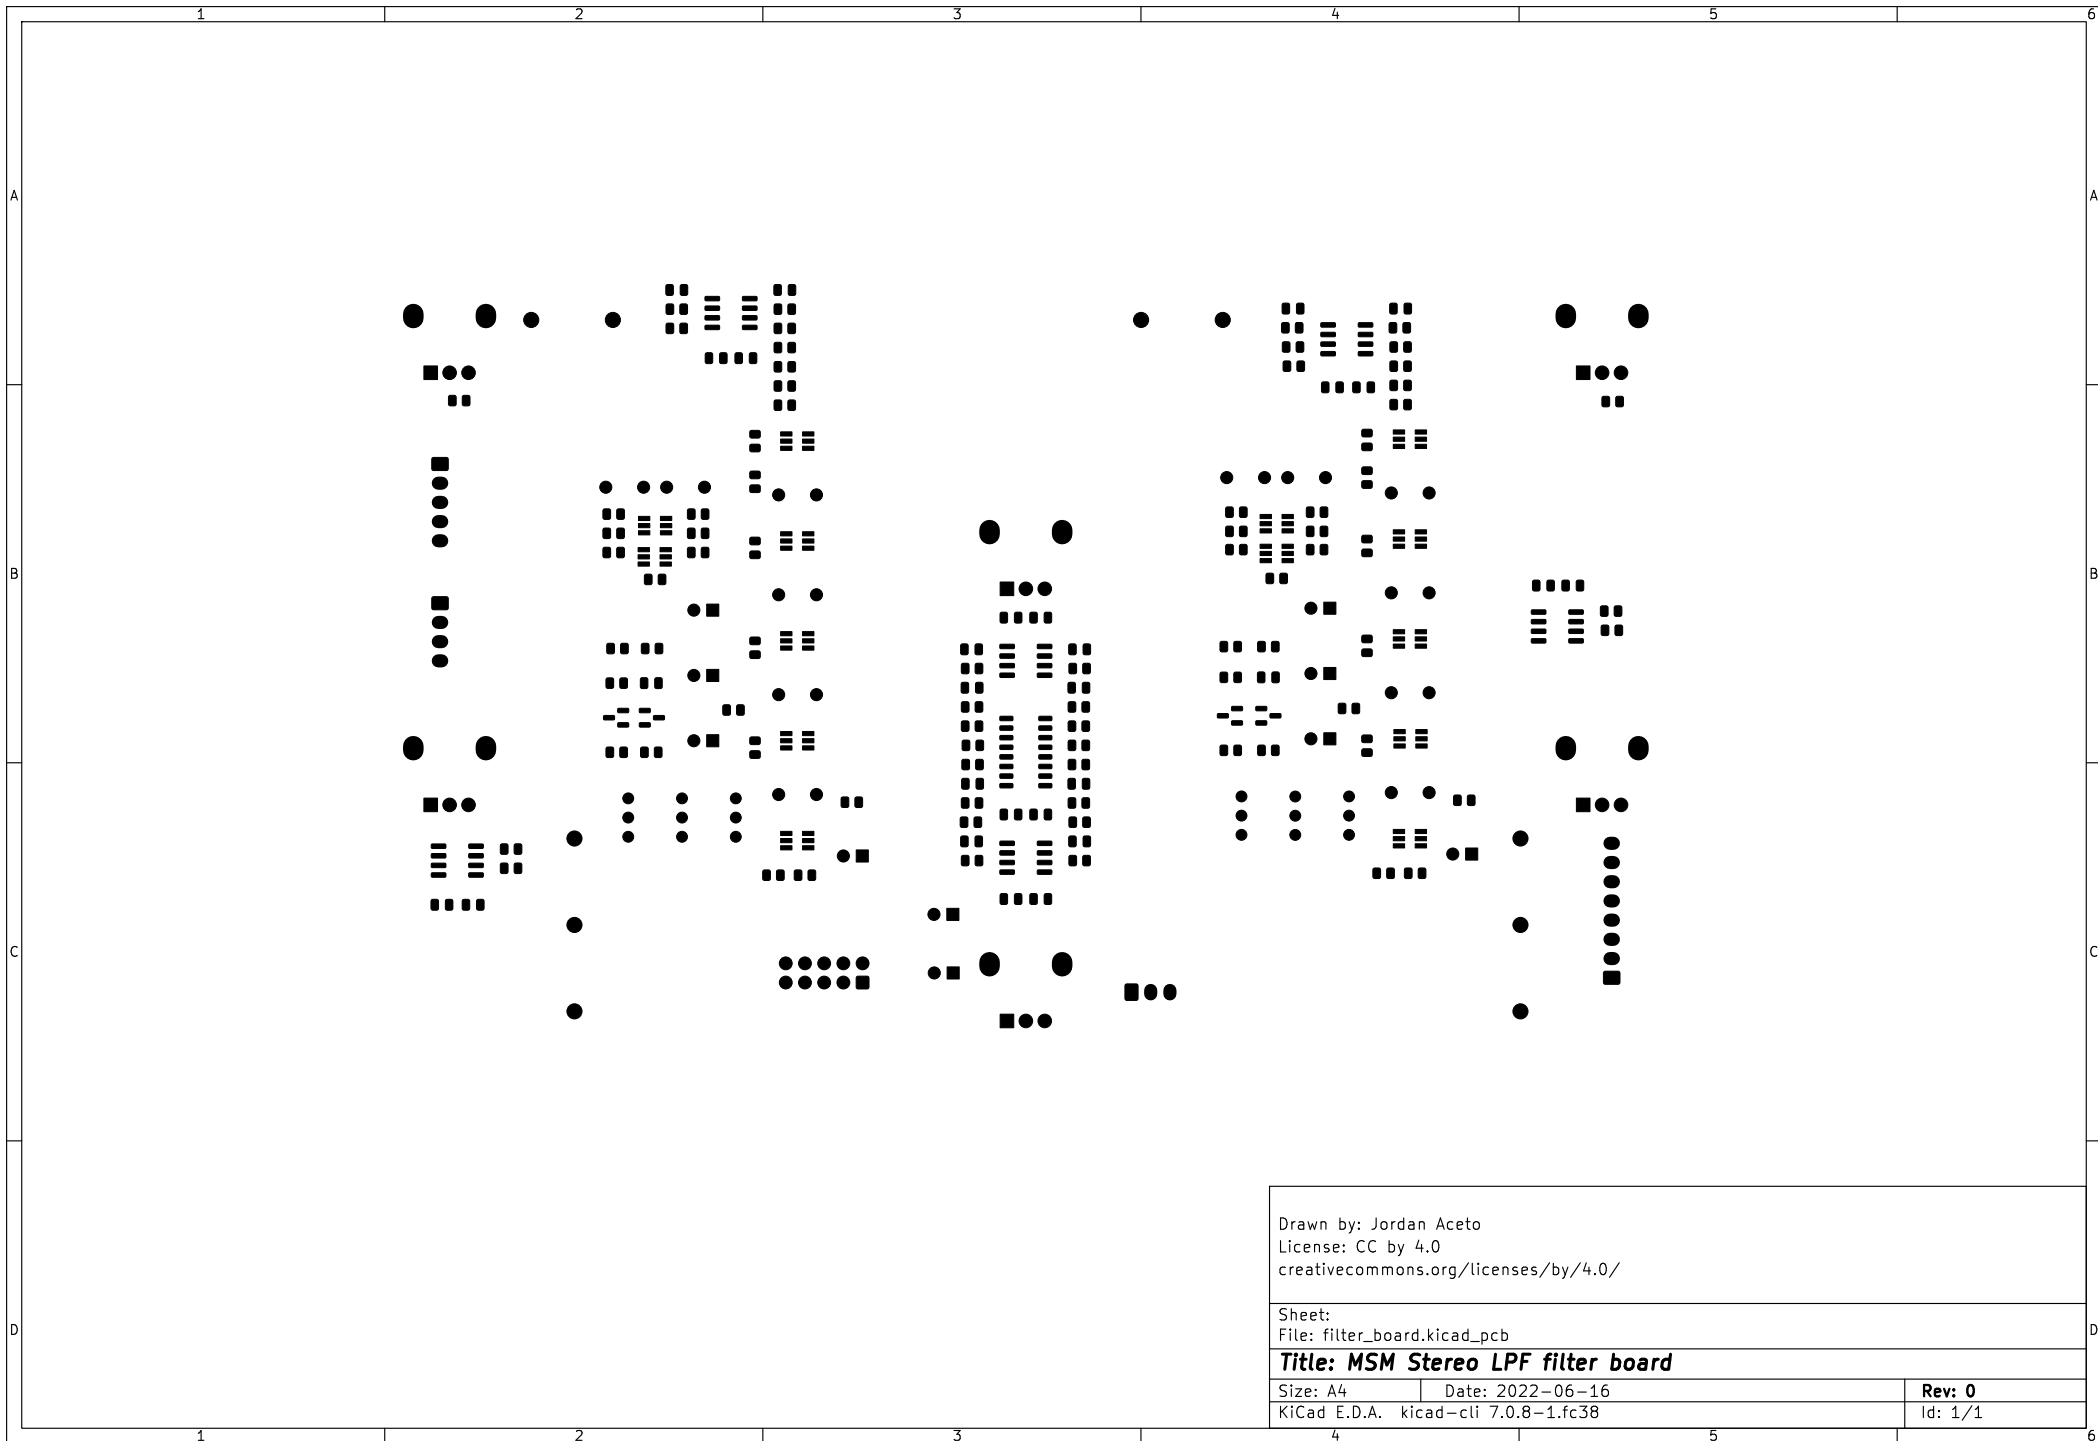 1 2 3 4 5 6
A A
B B
C C
Drawn by: Jordan Aceto
License: CC by 4.0
creativecommons.org/licenses/by/4.0/
Sheet:
D D
File: filter_board.kicad_pcb
Title: MSM Stereo LPF filter board
Size: A4 Date: 2022-06-16 Rev: 0
KiCad E.D.A. kicad-cli 7.0.8-1.fc38 Id: 1/1
1 2 3 4 5 6